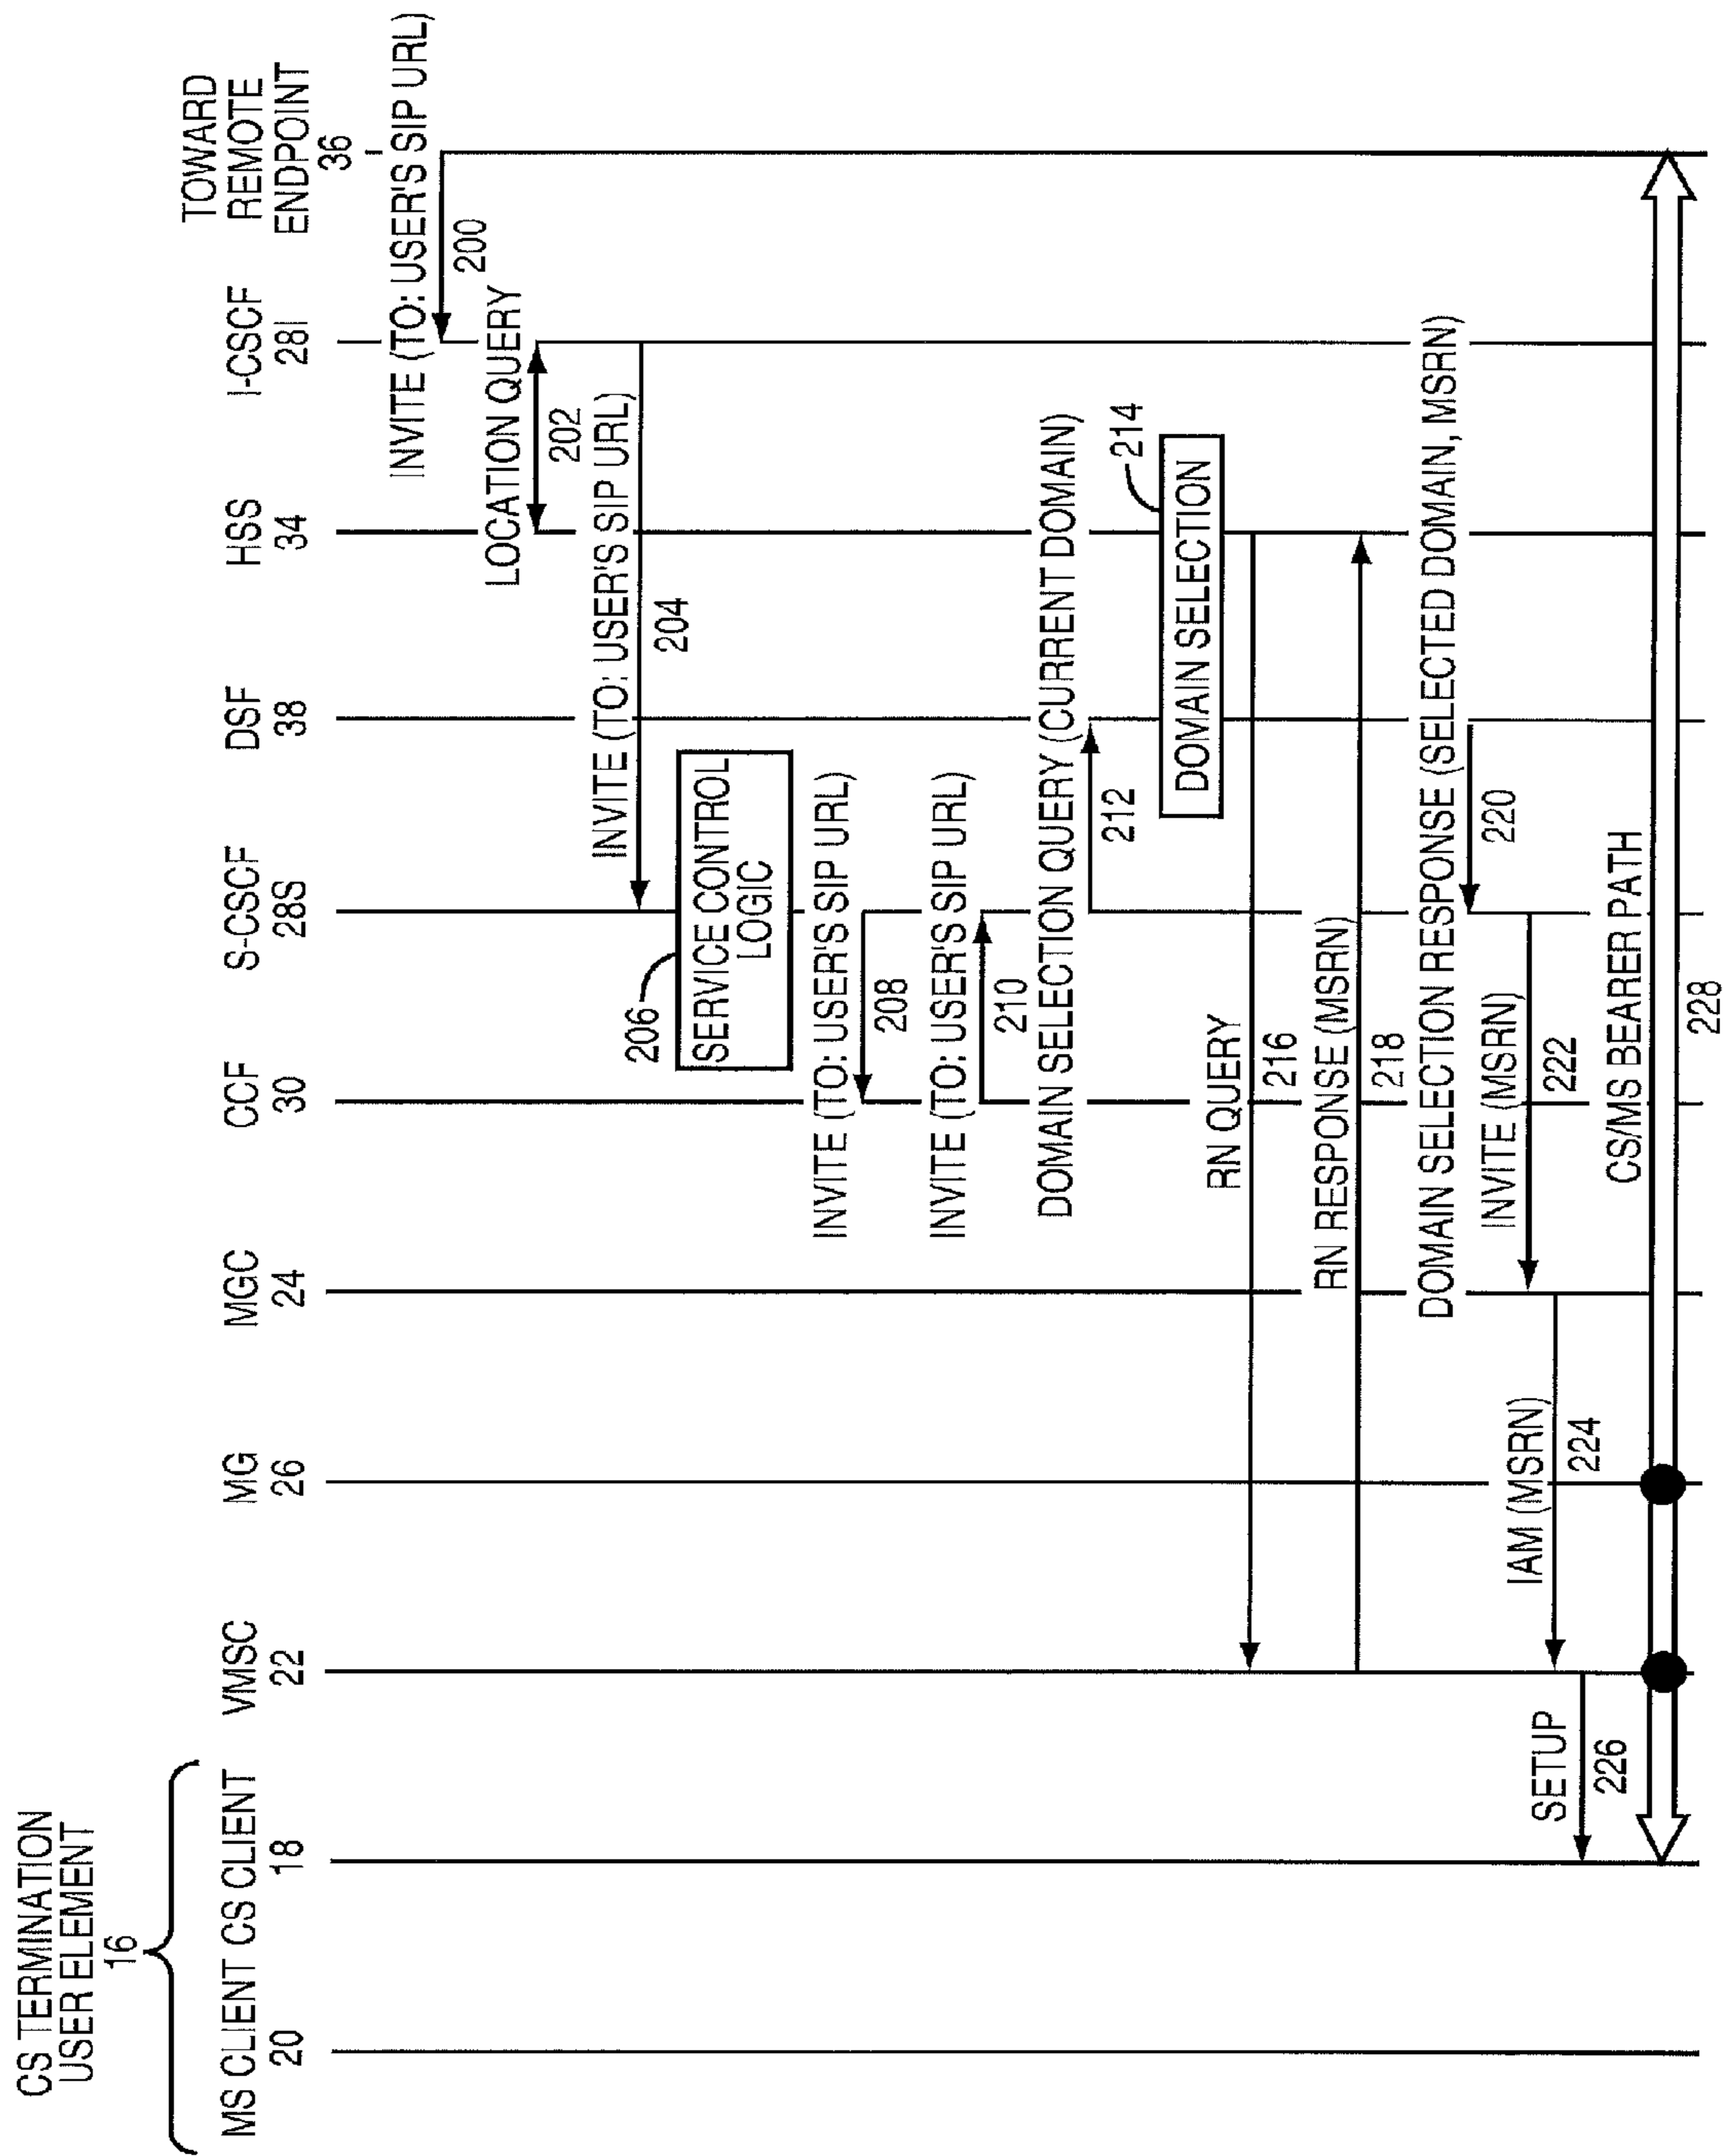 CS TERMINATION
USER ELEMENT
16
MS CLIENT
20
CS CLIENT
18
VMSC
22
MG
26
MGC
24
CCF
30
S-CSCF
28S
DSF
38
HSS
34
I-CSCF
28I
TOWARD
REMOTE
ENDPOINT
36
INVITE (TO: USER'S SIP URL)
200
LOCATION QUERY
202
INVITE (TO: USER'S SIP URL)
204
206
SERVICE CONTROL
LOGIC
INVITE (TO: USER'S SIP URL)
208
INVITE (TO: USER'S SIP URL)
210
DOMAIN SELECTION QUERY (CURRENT DOMAIN)
212
214
DOMAIN SELECTION
RN QUERY
216
RN RESPONSE (MSRN)
218
DOMAIN SELECTION RESPONSE (SELECTED DOMAIN, MSRN)
220
INVITE (MSRN)
222
IAM (MSRN)
224
SETUP
226
CS/MS BEARER PATH
228